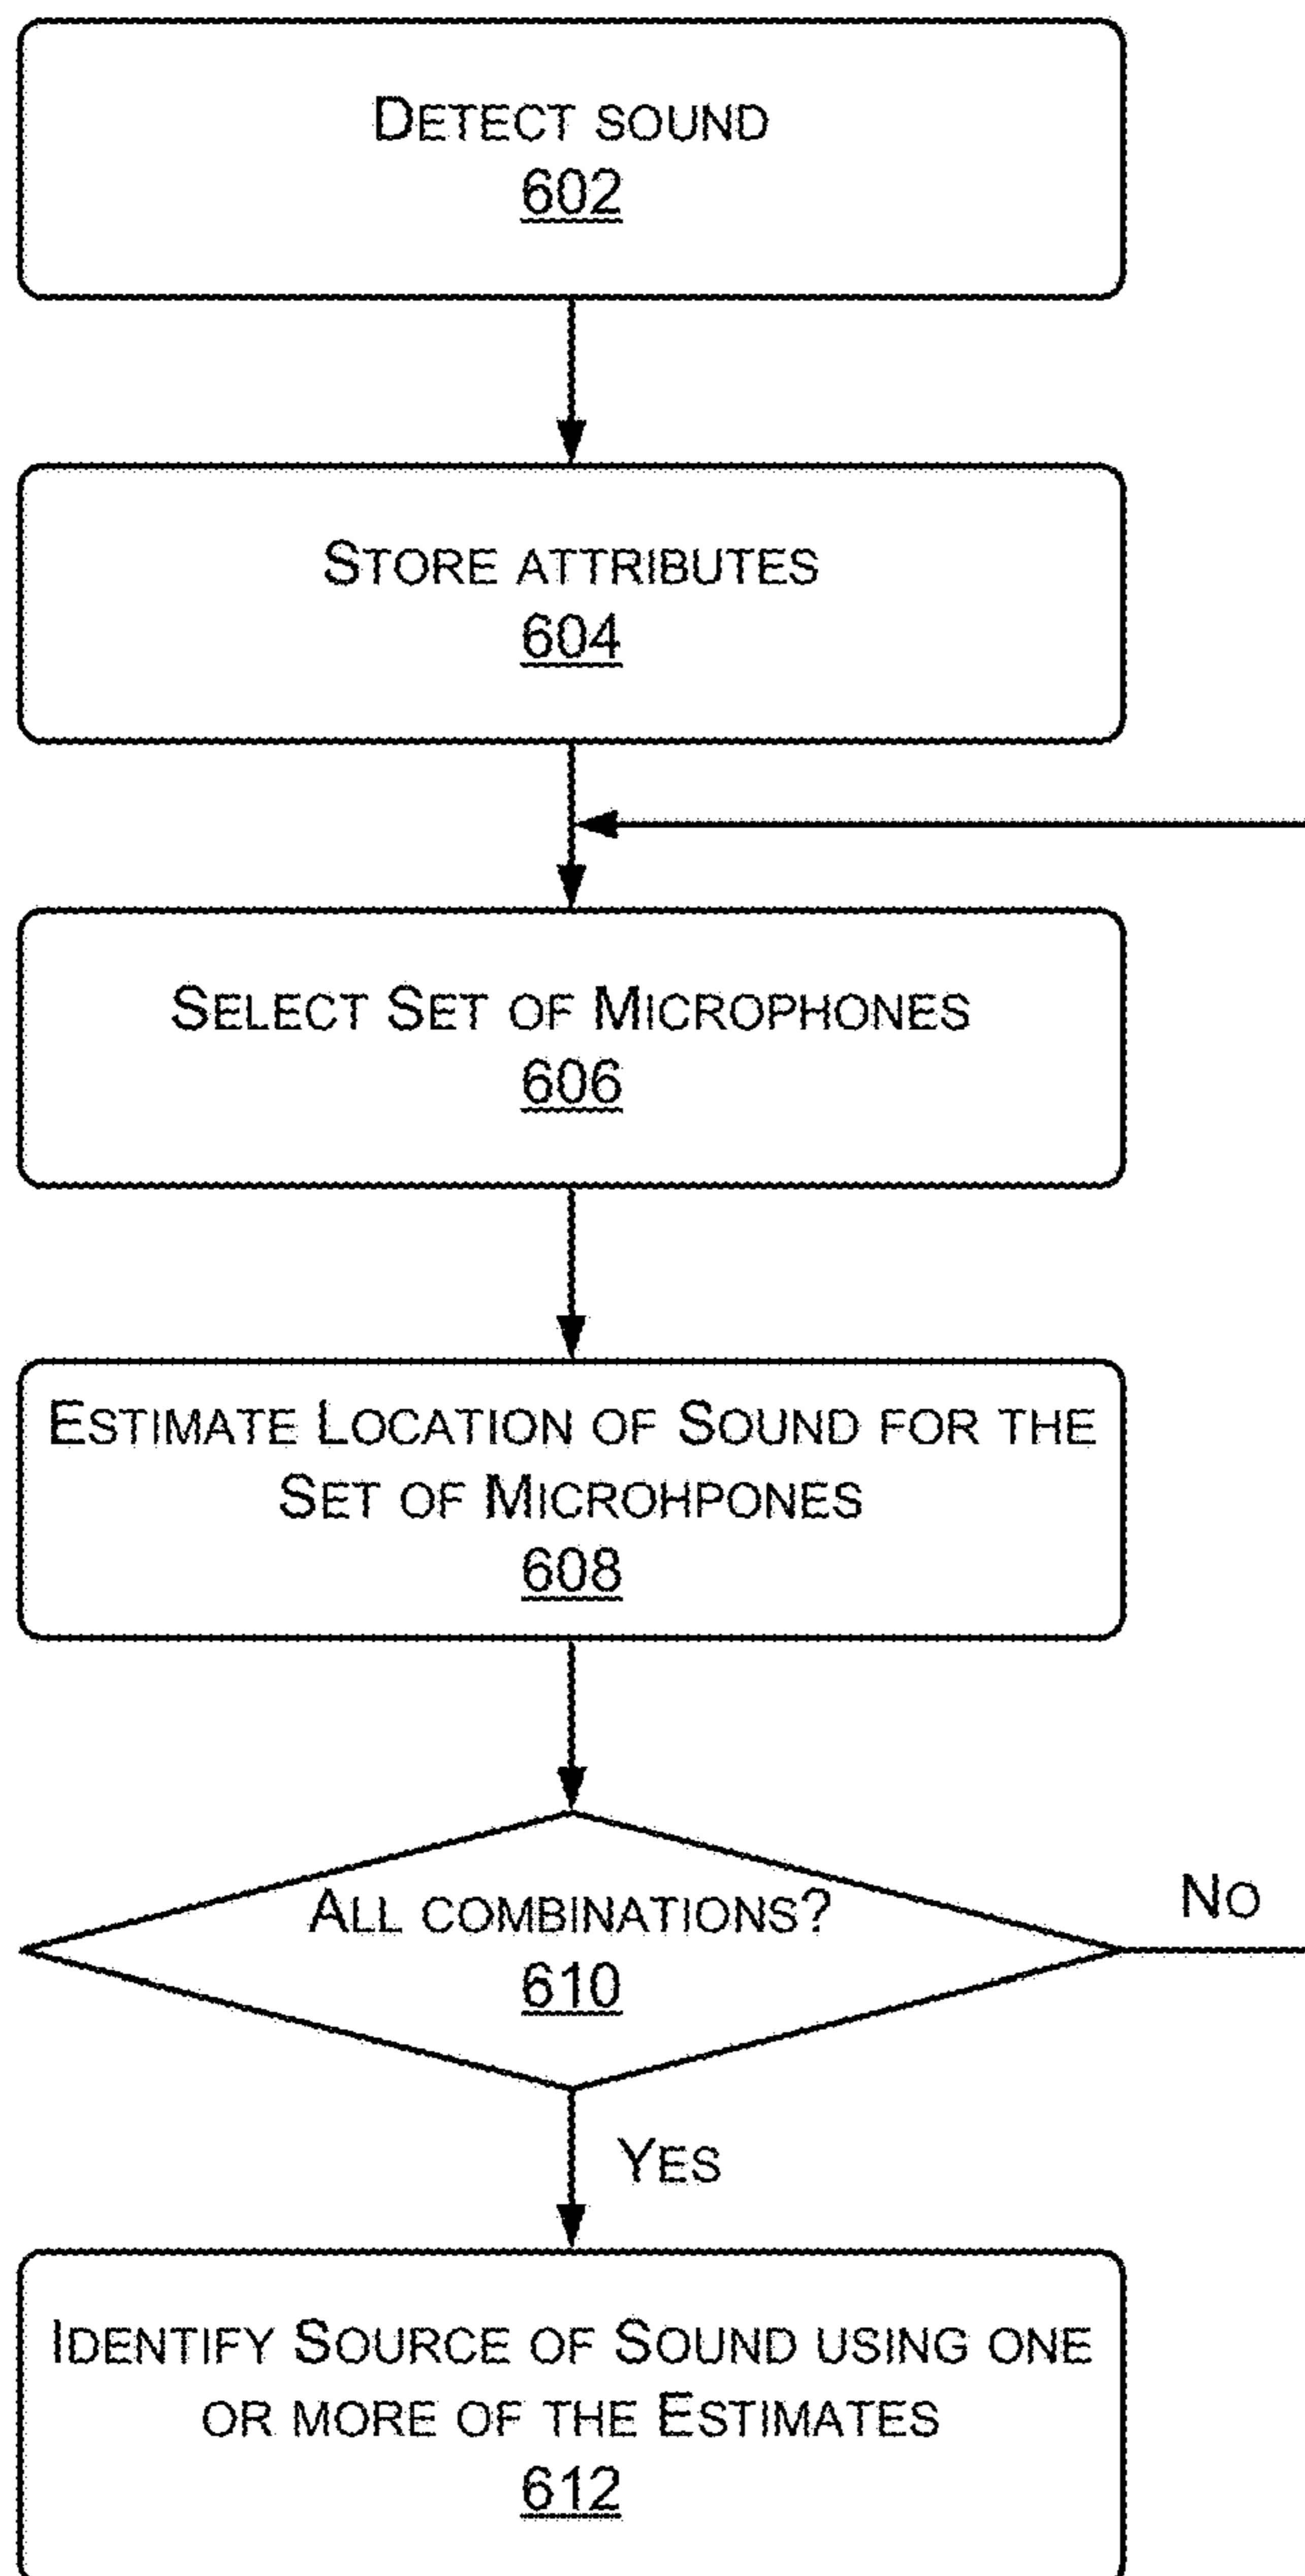 DETECT SOUND
602
STORE ATTRIBUTES
604
SELECT SET OF MICROPHONES
606
ESTIMATE LOCATION OF SOUND FOR THE
SET OF MICROHPONES
608
ALL COMBINATIONS?
610
NO
YES
IDENTIFY SOURCE OF SOUND USING ONE
OR MORE OF THE ESTIMATES
612